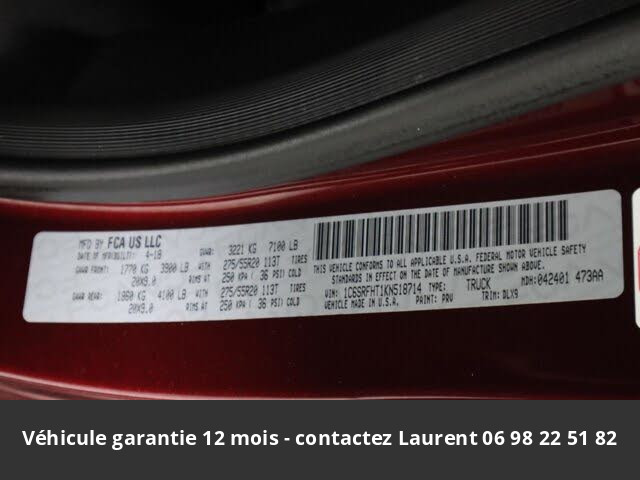 MFD BY FCA US LLC
DATE OF MFR/BUILT: 4-18 GVWR: 3221 KG 7100 LB
GAWR FRONT: 1770 KG 3900 LB WITH 275/55R20 113T TIRES
20X9.0 RIMS AT 250 KPA ( 36 PSI) COLD
GAWR REAR: 1860 KG 4100 LB WITH 275/55R20 113T TIRES
20X9.0 RIMS AT 250 KPA ( 36 PSI) COLD
THIS VEHICLE CONFORMS TO ALL APPLICABLE U.S.A. FEDERAL MOTOR VEHICLE SAFETY
STANDARDS IN EFFECT ON THE DATE OF MANUFACTURE SHOWN ABOVE.
VIN: 1C6SRFHT1KN518714 TYPE: TRUCK MDH: 042401 473AA
VEHICLE MADE IN U.S.A. PAINT: PRV TRIM: DLX9
Véhicule garantie 12 mois - contactez Laurent 06 98 22 51 82